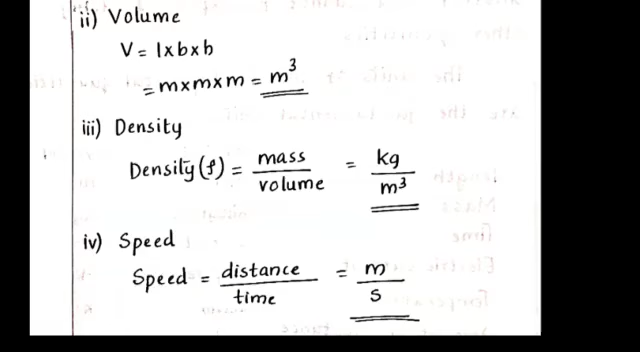 ii) Volume
V = l x b x b
= m x m x m = m³
iii) Density
Density (ρ) = mass / volume = kg / m³
iv) Speed
Speed = distance / time = m / s